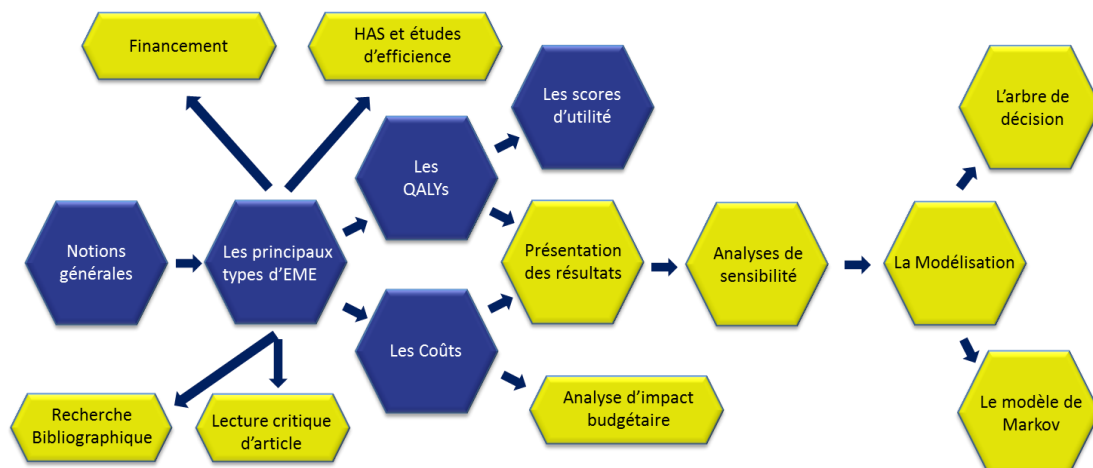 Financement
HAS et études
d'efficience
Les scores
d'utilité
L'arbre de
décision
Les
QALYs
Notions
générales
Les principaux
types d'EME
Présentation
des résultats
Analyses de
sensibilité
La Modélisation
Les Coûts
Recherche
Bibliographique
Lecture critique
d'article
Analyse d'impact
budgétaire
Le modèle de
Markov